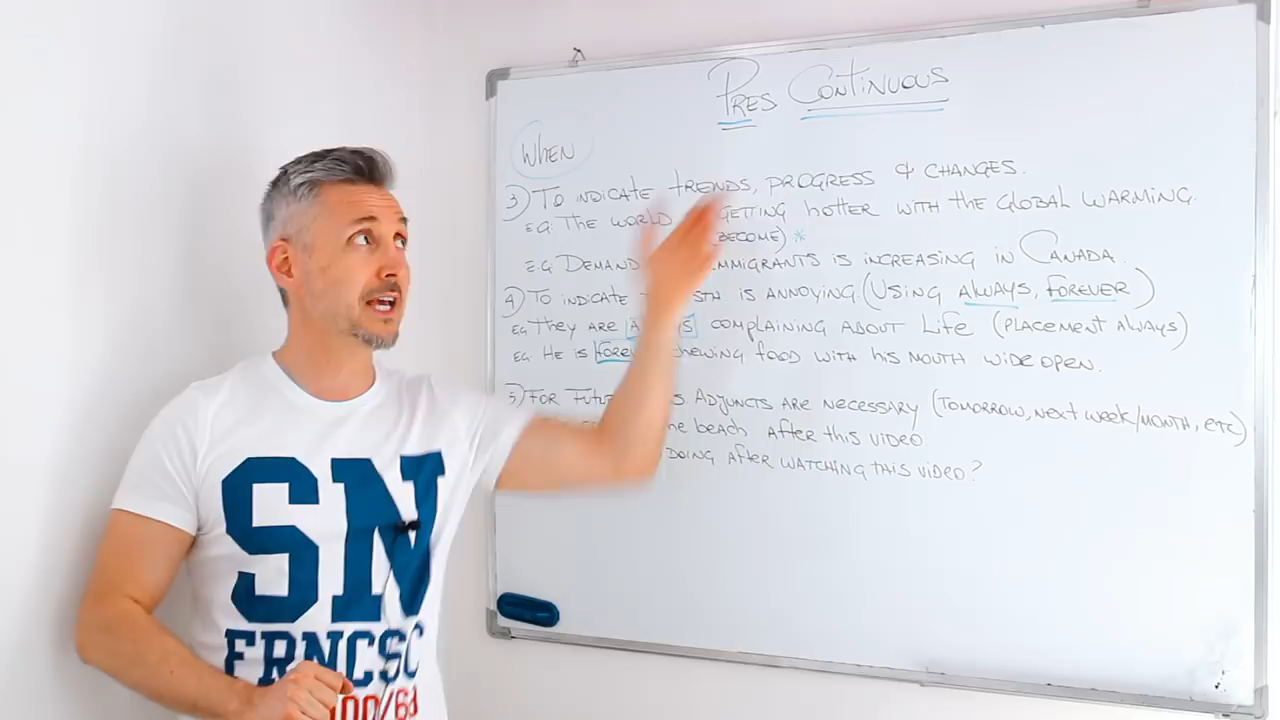 PRES CONTINUOUS
WHEN
3) TO INDICATE TRENDS, PROGRESS & CHANGES.
EG: THE WORLD GETTING HOTTER WITH THE GLOBAL WARMING.
(BECOME) *
E.G: DEMAND IMMIGRANTS IS INCREASING IN CANADA.
4) TO INDICATE STH. IS ANNOYING. (USING ALWAYS, FOREVER)
EG THEY ARE COMPLAINING ABOUT LIFE (PLACEMENT ALWAYS)
EG. HE IS CHEWING FOOD WITH HIS MOUTH WIDE OPEN.
5) FOR ADJUNCTS ARE NECESSARY (TOMORROW, NEXT WEEK/MONTH, ETC)
BEACH AFTER THIS VIDEO.
DOING AFTER WATCHING THIS VIDEO?
SN
FRNCSC